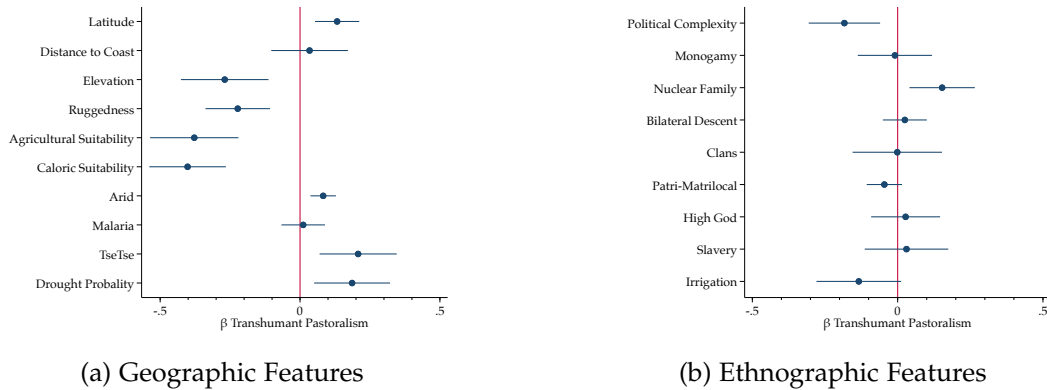 Latitude
Distance to Coast
Elevation
Ruggedness
Agricultural Suitability
Caloric Suitability
Arid
Malaria
TseTse
Drought Probality
-.5 0 .5
β Transhumant Pastoralism
(a) Geographic Features
Political Complexity
Monogamy
Nuclear Family
Bilateral Descent
Clans
Patri-Matrilocal
High God
Slavery
Irrigation
-.5 0 .5
β Transhumant Pastoralism
(b) Ethnographic Features